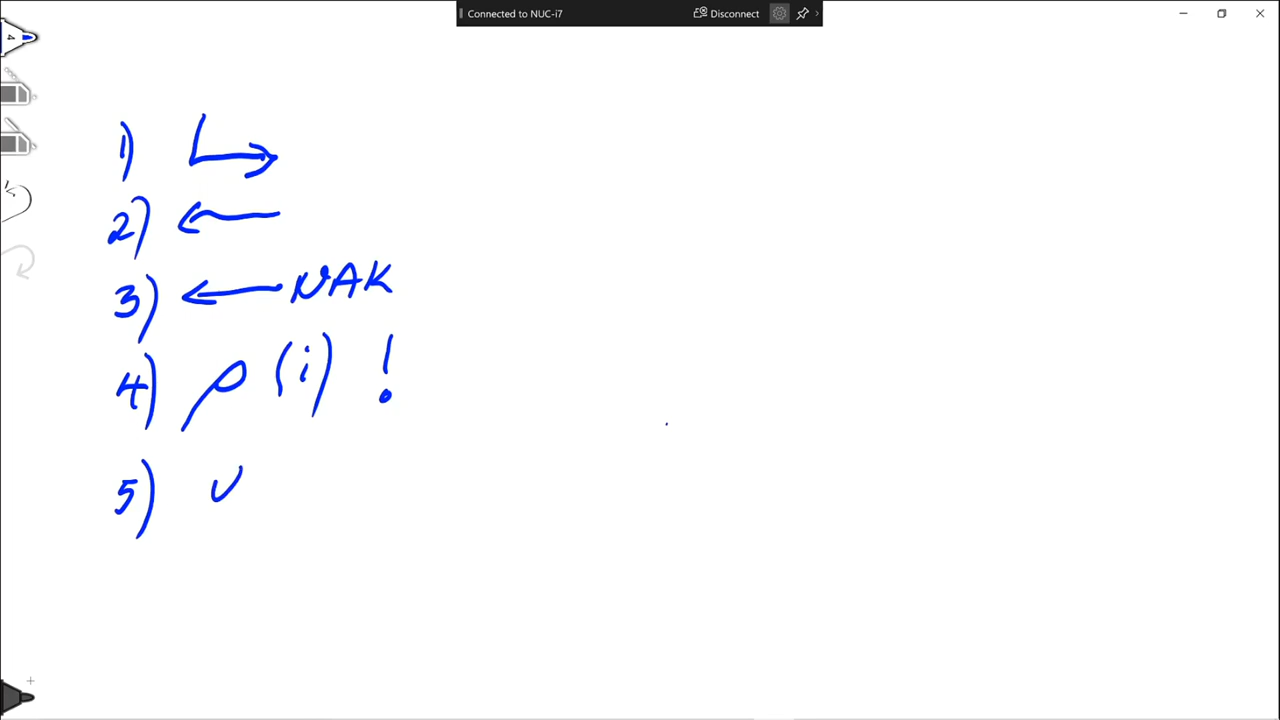 Connected to NUC-i7 Disconnect
1) ↳
2) ←
3) ← NAK
4) ρ (i) !
5) υ